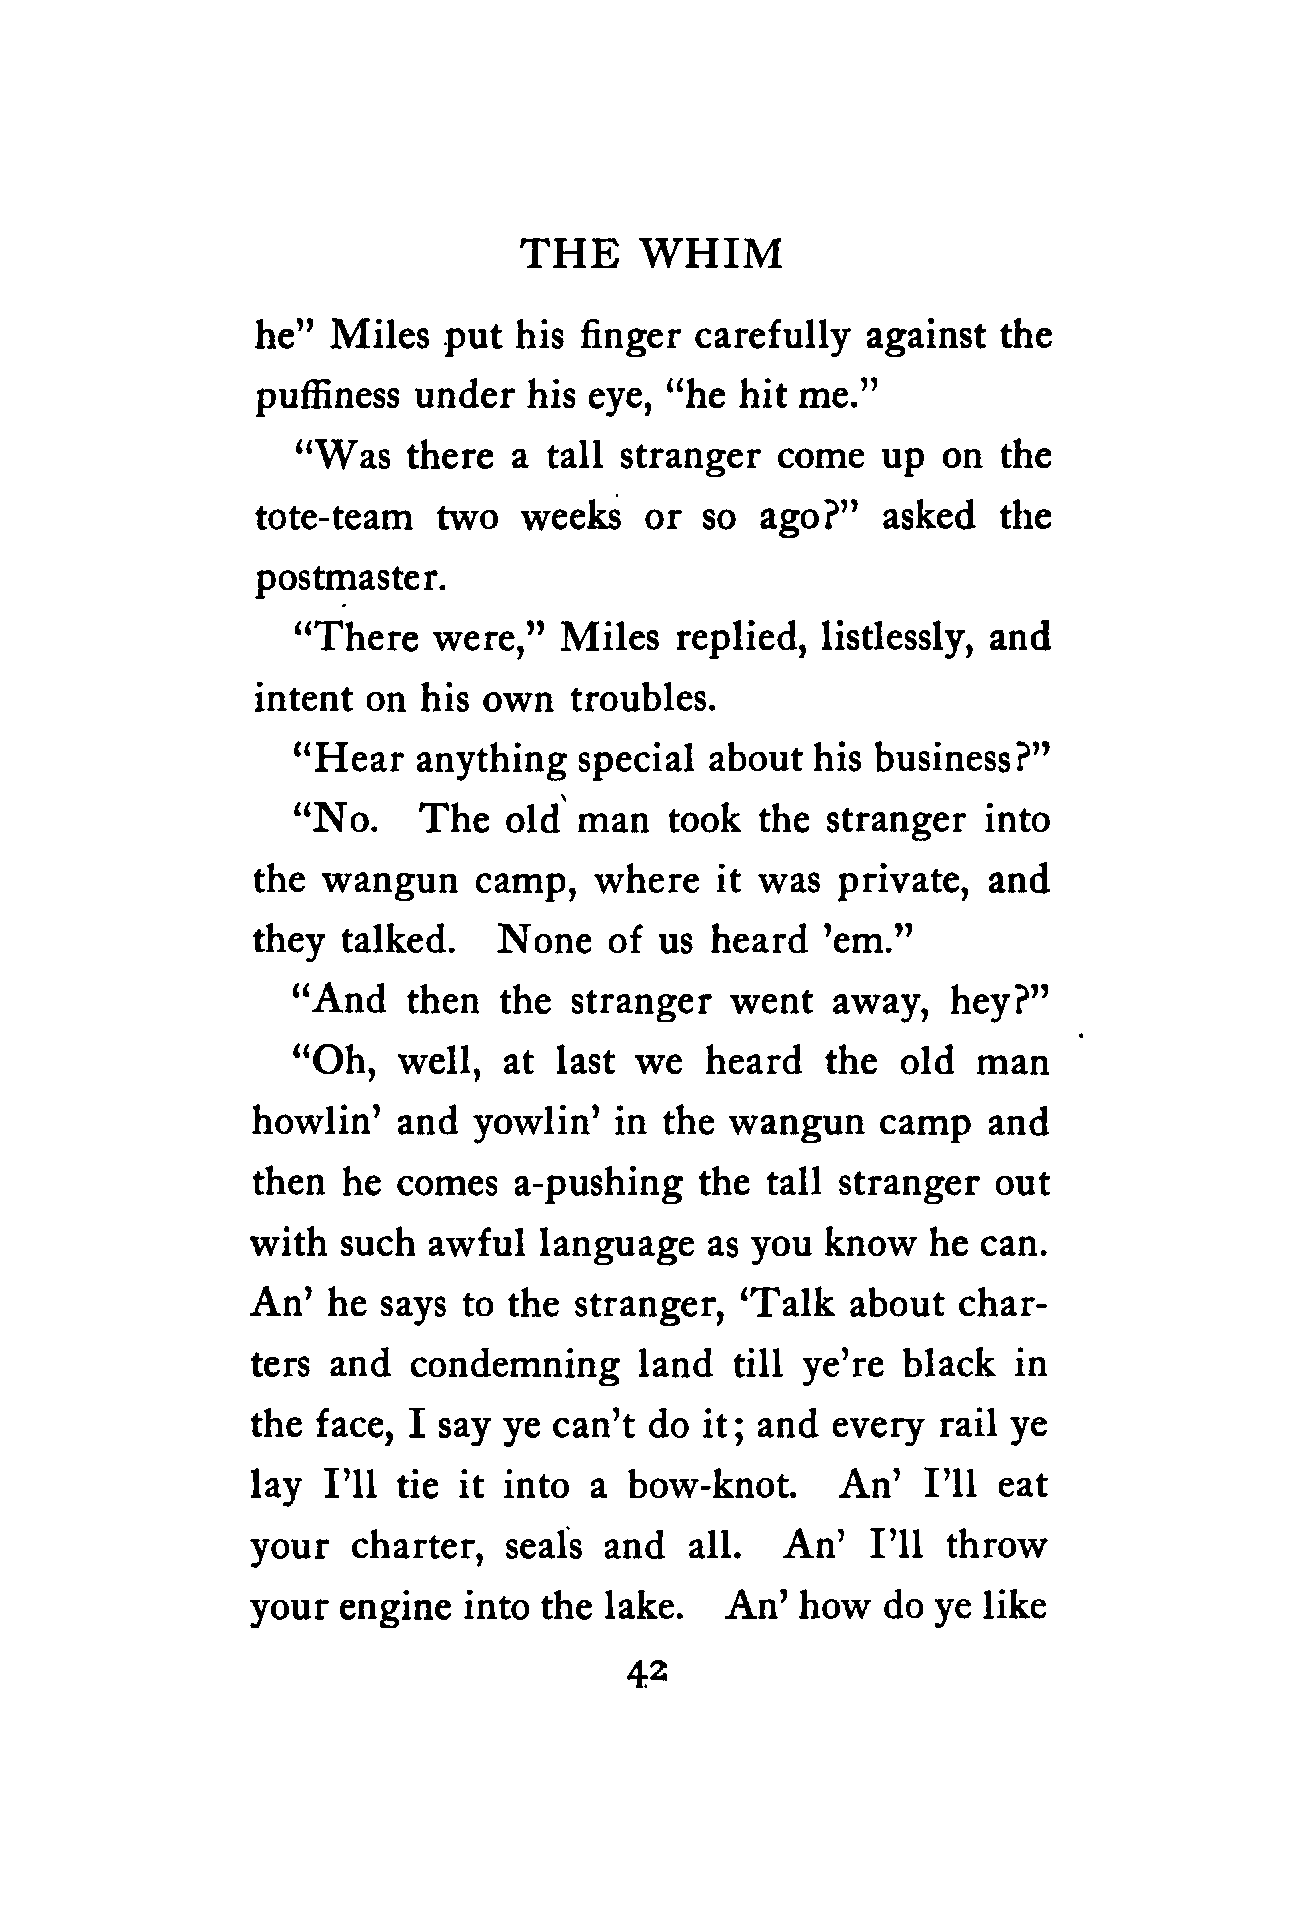 THE WHIM
he” Miles put his finger carefully against the
puffiness under his eye, “he hit me.”
“Was there a tall stranger come up on the
tote-team two weeks or so ago?” asked the
postmaster.
“There were,” Miles replied, listlessly, and
intent on his own troubles.
“Hear anything special about his business?”
“No. The old man took the stranger into
the wangun camp, where it was private, and
they talked. None of us heard ’em.”
“And then the stranger went away, hey?”
“Oh, well, at last we heard the old man
howlin’ and yowlin’ in the wangun camp and
then he comes a-pushing the tall stranger out
with such awful language as you know he can.
An’ he says to the stranger, ‘Talk about char-
ters and condemning land till ye’re black in
the face, I say ye can’t do it; and every rail ye
lay I’ll tie it into a bow-knot. An’ I’ll eat
your charter, seals and all. An’ I’ll throw
your engine into the lake. An’ how do ye like
42